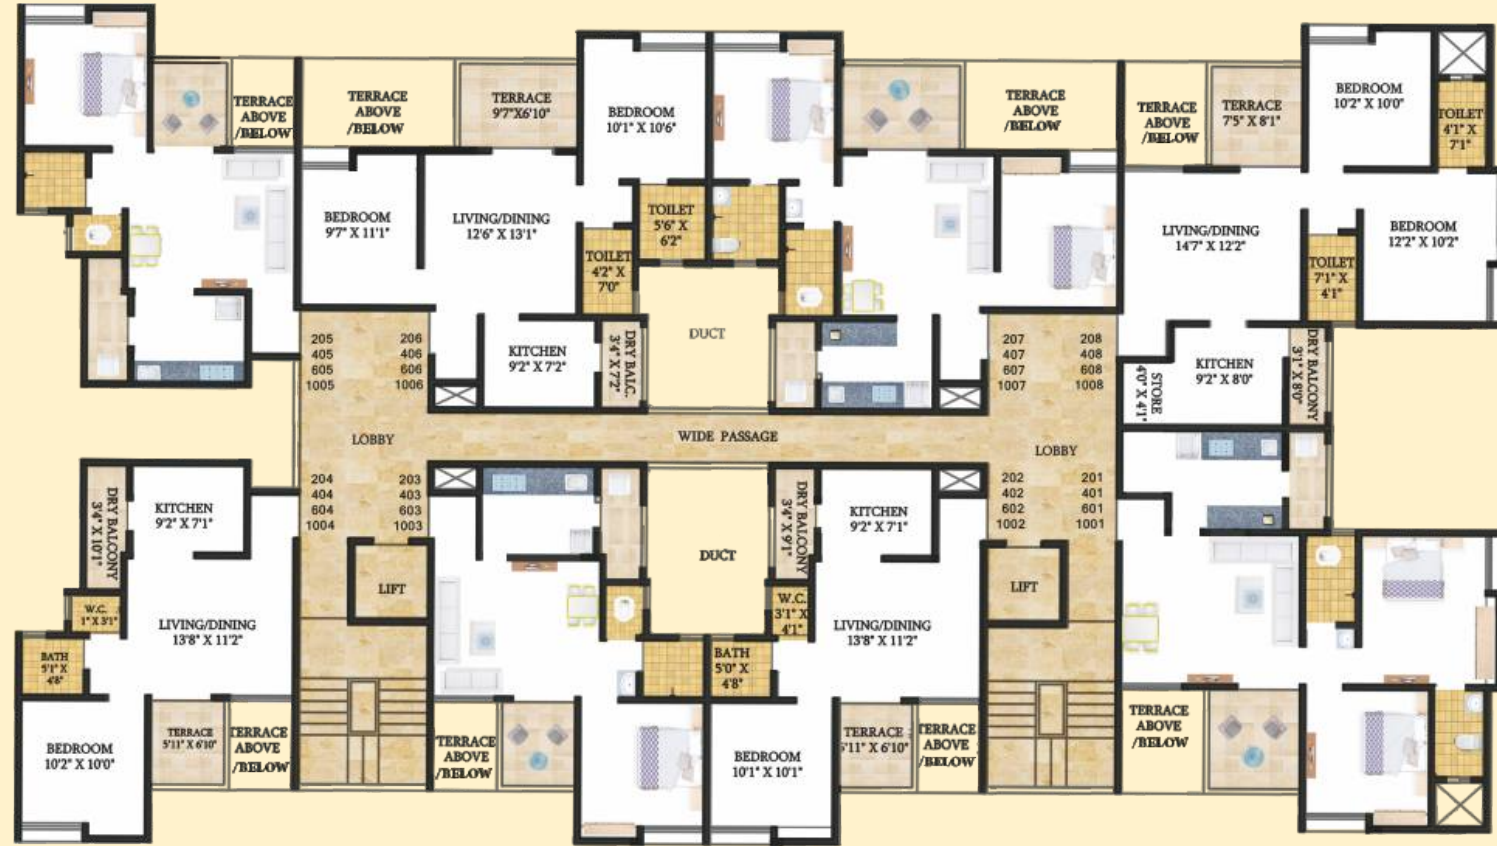 TERRACE
ABOVE
/BELOW
TERRACE
ABOVE
/BELOW
TERRACE
9'7"X6'10"
BEDROOM
10'1" X 10'6"
TERRACE
ABOVE
/BELOW
TERRACE
ABOVE
/BELOW
TERRACE
7'5" X 8'1"
BEDROOM
10'2" X 10'0"
TOILET
4'1" X
7'1"
BEDROOM
9'7" X 11'1"
LIVING/DINING
12'6" X 13'1"
TOILET
5'6" X
6'2"
TOILET
4'2" X
7'0"
LIVING/DINING
14'7" X 12'2"
BEDROOM
12'2" X 10'2"
TOILET
7'1" X
4'1"
205 206
405 406
605 606
1005 1006
KITCHEN
9'2" X 7'2"
DRY BALC.
3'4" X 7'2"
DUCT
207 208
407 408
607 608
1007 1008
STORE
4'0" X 4'1"
KITCHEN
9'2" X 8'0"
DRY BALCONY
3'1" X 8'0"
LOBBY
WIDE PASSAGE
LOBBY
204 203
404 403
604 603
1004 1003
202 201
402 401
602 601
1002 1001
DRY BALCONY
3'4" X 10'1"
KITCHEN
9'2" X 7'1"
LIFT
DUCT
DRY BALCONY
3'4" X 9'1"
KITCHEN
9'2" X 7'1"
LIFT
W.C.
1" X 3'1"
LIVING/DINING
13'8" X 11'2"
W.C.
3'1" X
4'1"
LIVING/DINING
13'8" X 11'2"
BATH
5'1" X
4'8"
BATH
5'0" X
4'8"
BEDROOM
10'2" X 10'0"
TERRACE
5'11" X 6'10"
TERRACE
ABOVE
/BELOW
TERRACE
ABOVE
/BELOW
BEDROOM
10'1" X 10'1"
TERRACE
5'11" X 6'10"
TERRACE
ABOVE
/BELOW
TERRACE
ABOVE
/BELOW